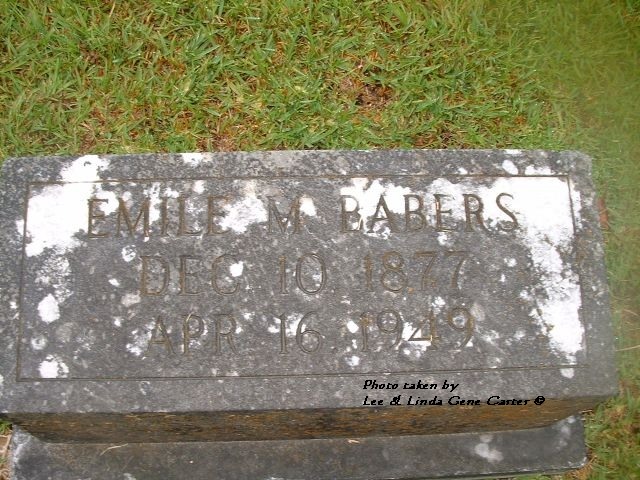 EMILE M. BABERS
DEC. 10, 1877
APR. 16, 1949
Photo taken by
Lee & Linda Gene Carter ©